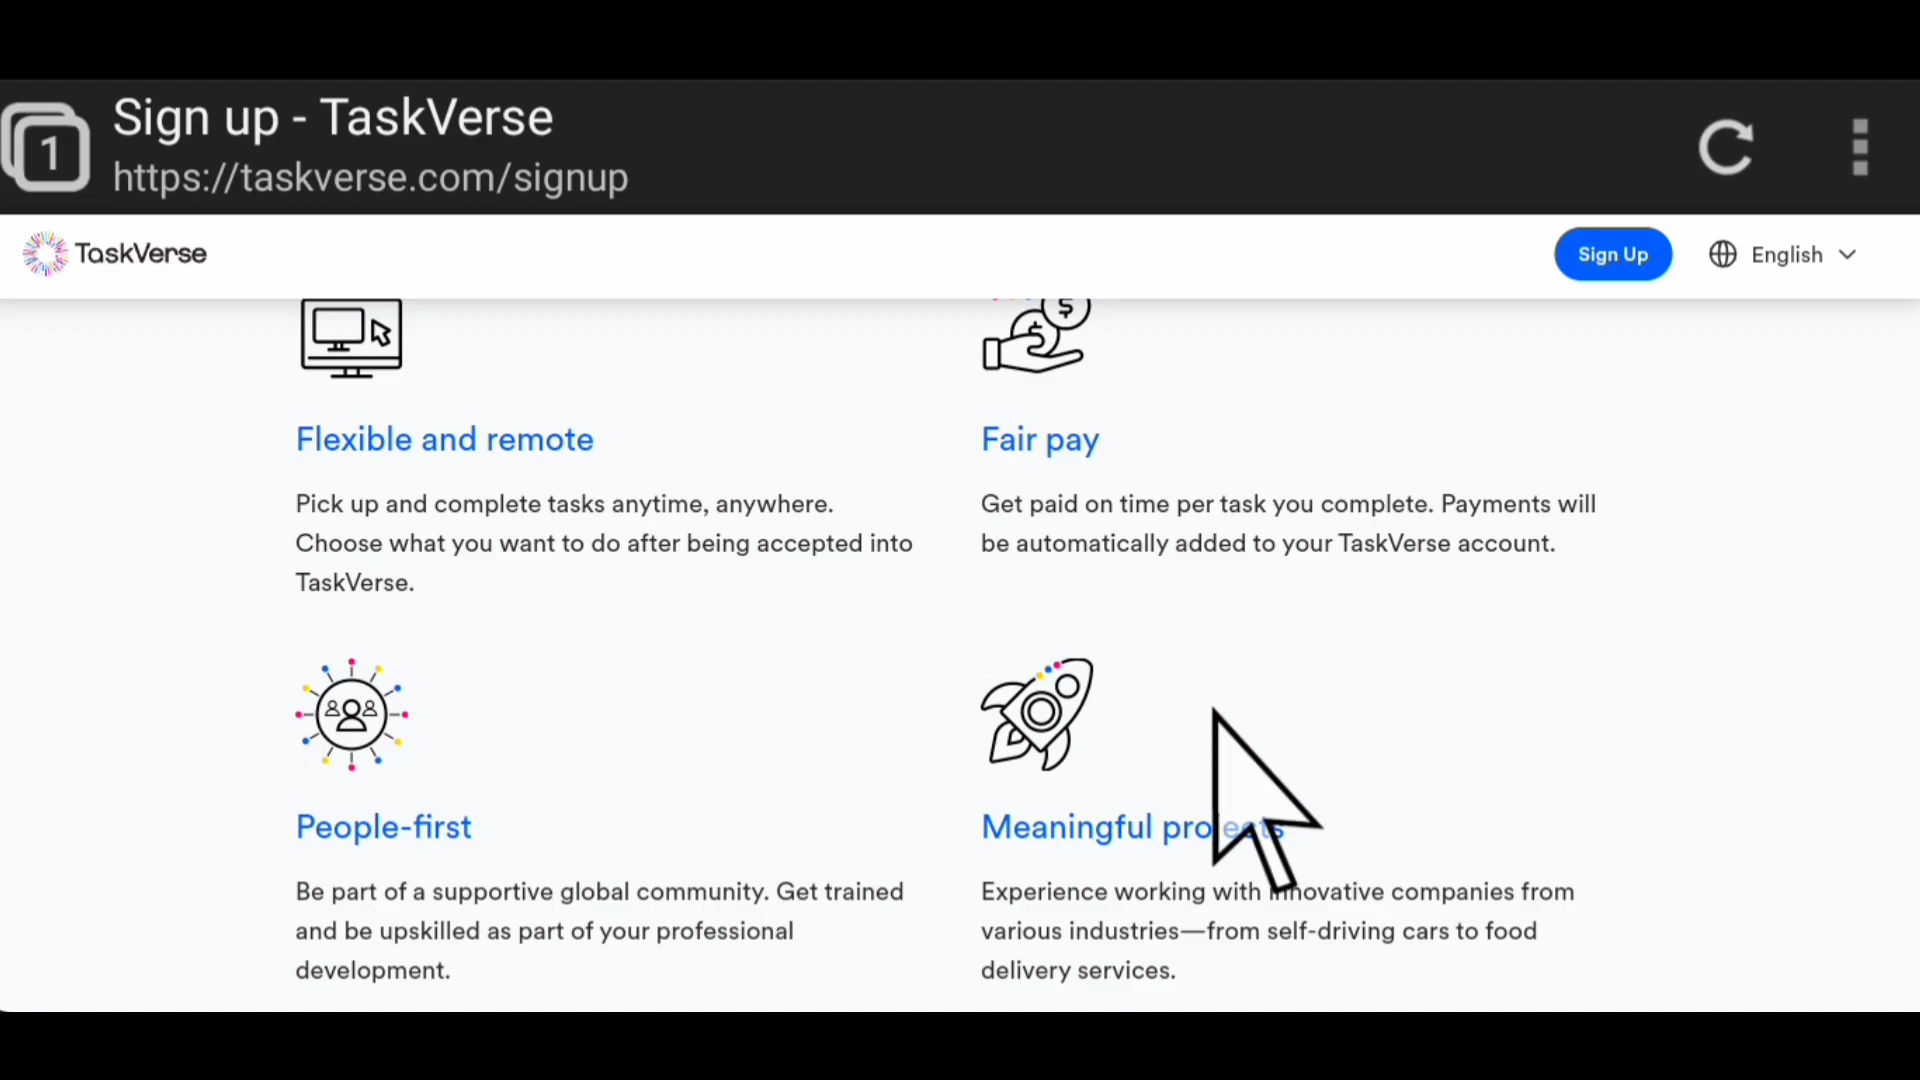 1
Sign up - TaskVerse
https://taskverse.com/signup
TaskVerse
Sign Up
English
$
$
Flexible and remote
Pick up and complete tasks anytime, anywhere.
Choose what you want to do after being accepted into
TaskVerse.
Fair pay
Get paid on time per task you complete. Payments will
be automatically added to your TaskVerse account.
People-first
Be part of a supportive global community. Get trained
and be upskilled as part of your professional
development.
Meaningful projects
Experience working with innovative companies from
various industries—from self-driving cars to food
delivery services.